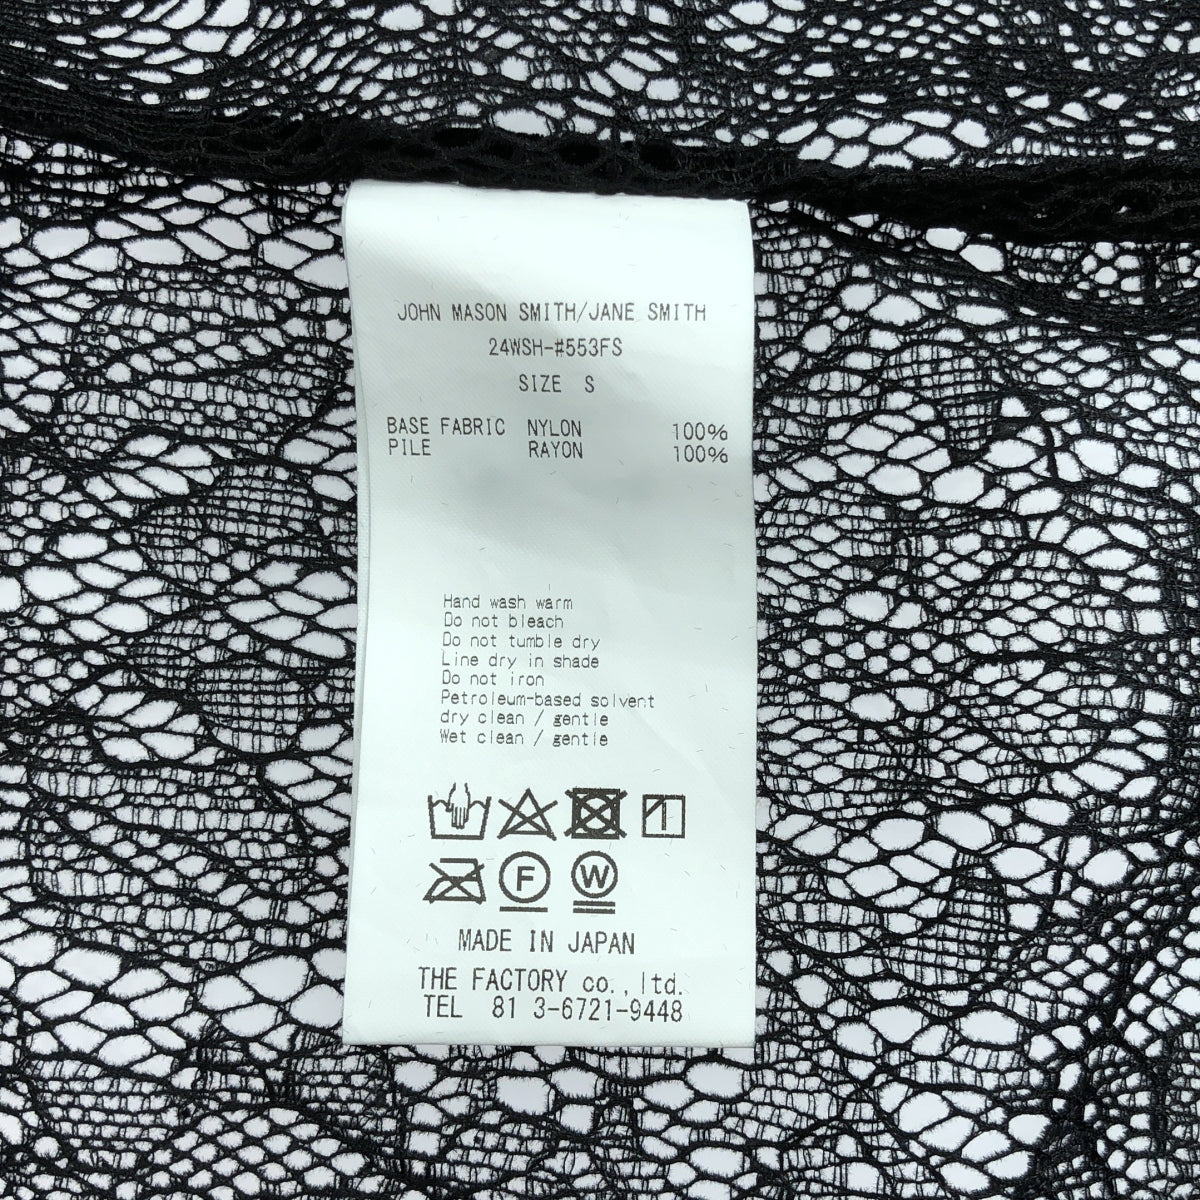 JOHN MASON SMITH/JANE SMITH
24WSH-#553FS
SIZE S
BASE FABRIC NYLON 100%
PILE RAYON 100%
Hand wash warm
Do not bleach
Do not tumble dry
Line dry in shade
Do not iron
Petroleum-based solvent
dry clean / gentle
Wet clean / gentle
F W
MADE IN JAPAN
THE FACTORY co.,ltd.
TEL 81 3-6721-9448